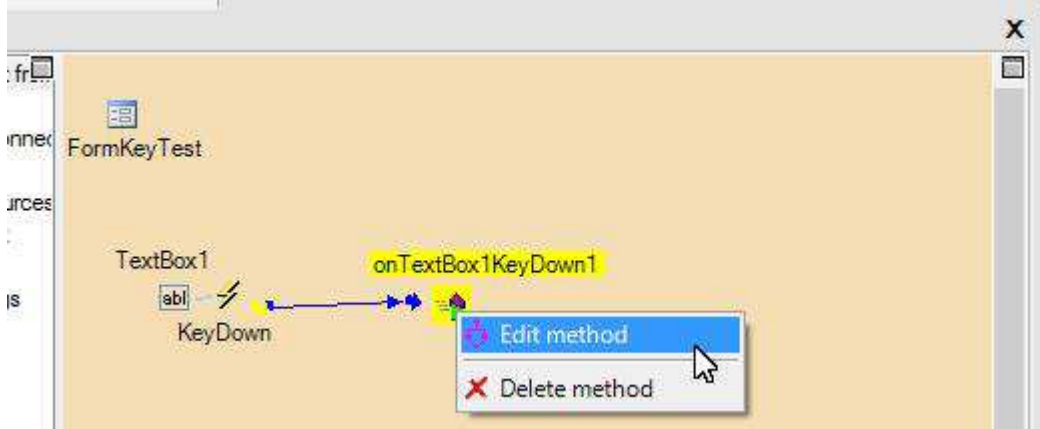 X
FormKeyTest
TextBox1
onTextBox1KeyDown1
abl
KeyDown
Edit method
Delete method